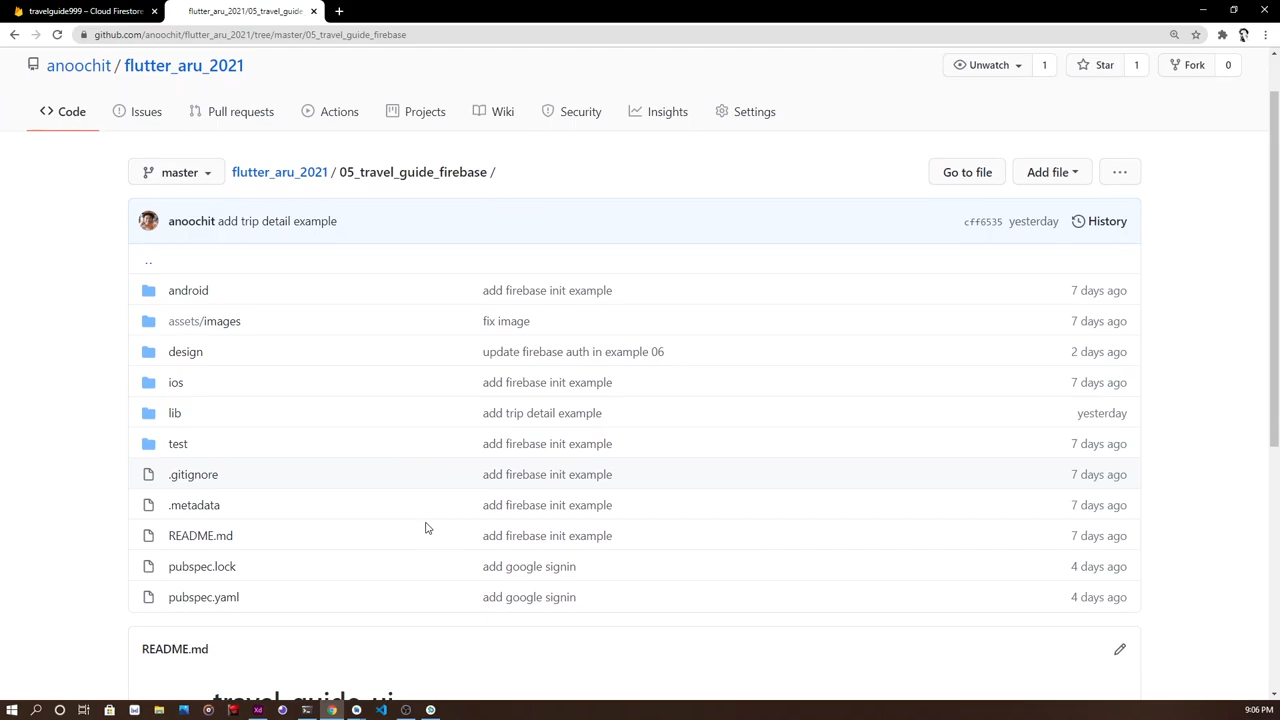 travelguide999 – Cloud Firestore
flutter_aru_2021/05_travel_guide_
github.com/anoochit/flutter_aru_2021/tree/master/05_travel_guide_firebase
anoochit / flutter_aru_2021
Unwatch 1
Star 1
Fork 0
Code
Issues
Pull requests
Actions
Projects
Wiki
Security
Insights
Settings
master
flutter_aru_2021 / 05_travel_guide_firebase /
Go to file
Add file
anoochit add trip detail example
cff6535 yesterday History
..
android add firebase init example 7 days ago
assets/images fix image 7 days ago
design update firebase auth in example 06 2 days ago
ios add firebase init example 7 days ago
lib add trip detail example yesterday
test add firebase init example 7 days ago
.gitignore add firebase init example 7 days ago
.metadata add firebase init example 7 days ago
README.md add firebase init example 7 days ago
pubspec.lock add google signin 4 days ago
pubspec.yaml add google signin 4 days ago
README.md
travel_guide_ui
Xd
9:06 PM